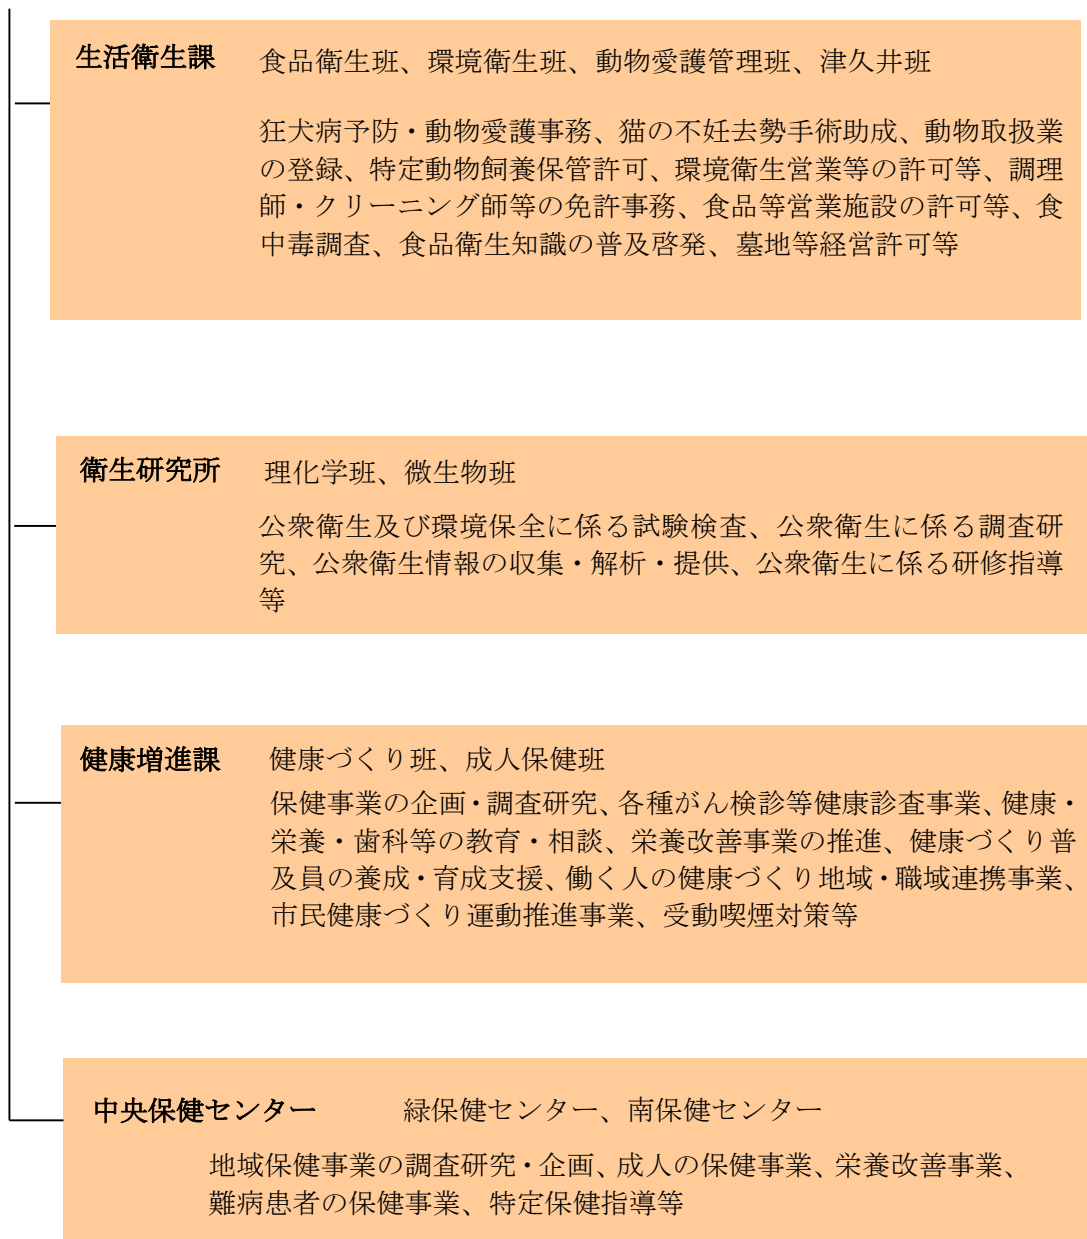 生活衛生課 食品衛生班、環境衛生班、動物愛護管理班、津久井班
狂犬病予防・動物愛護事務、猫の不妊去勢手術助成、動物取扱業
の登録、特定動物飼養保管許可、環境衛生営業等の許可等、調理
師・クリーニング師等の免許事務、食品等営業施設の許可等、食
中毒調査、食品衛生知識の普及啓発、墓地等経営許可等
衛生研究所 理化学班、微生物班
公衆衛生及び環境保全に係る試験検査、公衆衛生に係る調査研
究、公衆衛生情報の収集・解析・提供、公衆衛生に係る研修指導
等
健康増進課 健康づくり班、成人保健班
保健事業の企画・調査研究、各種がん検診等健康診査事業、健康・
栄養・歯科等の教育・相談、栄養改善事業の推進、健康づくり普
及員の養成・育成支援、働く人の健康づくり地域・職域連携事業、
市民健康づくり運動推進事業、受動喫煙対策等
中央保健センター 緑保健センター、南保健センター
地域保健事業の調査研究・企画、成人の保健事業、栄養改善事業、
難病患者の保健事業、特定保健指導等